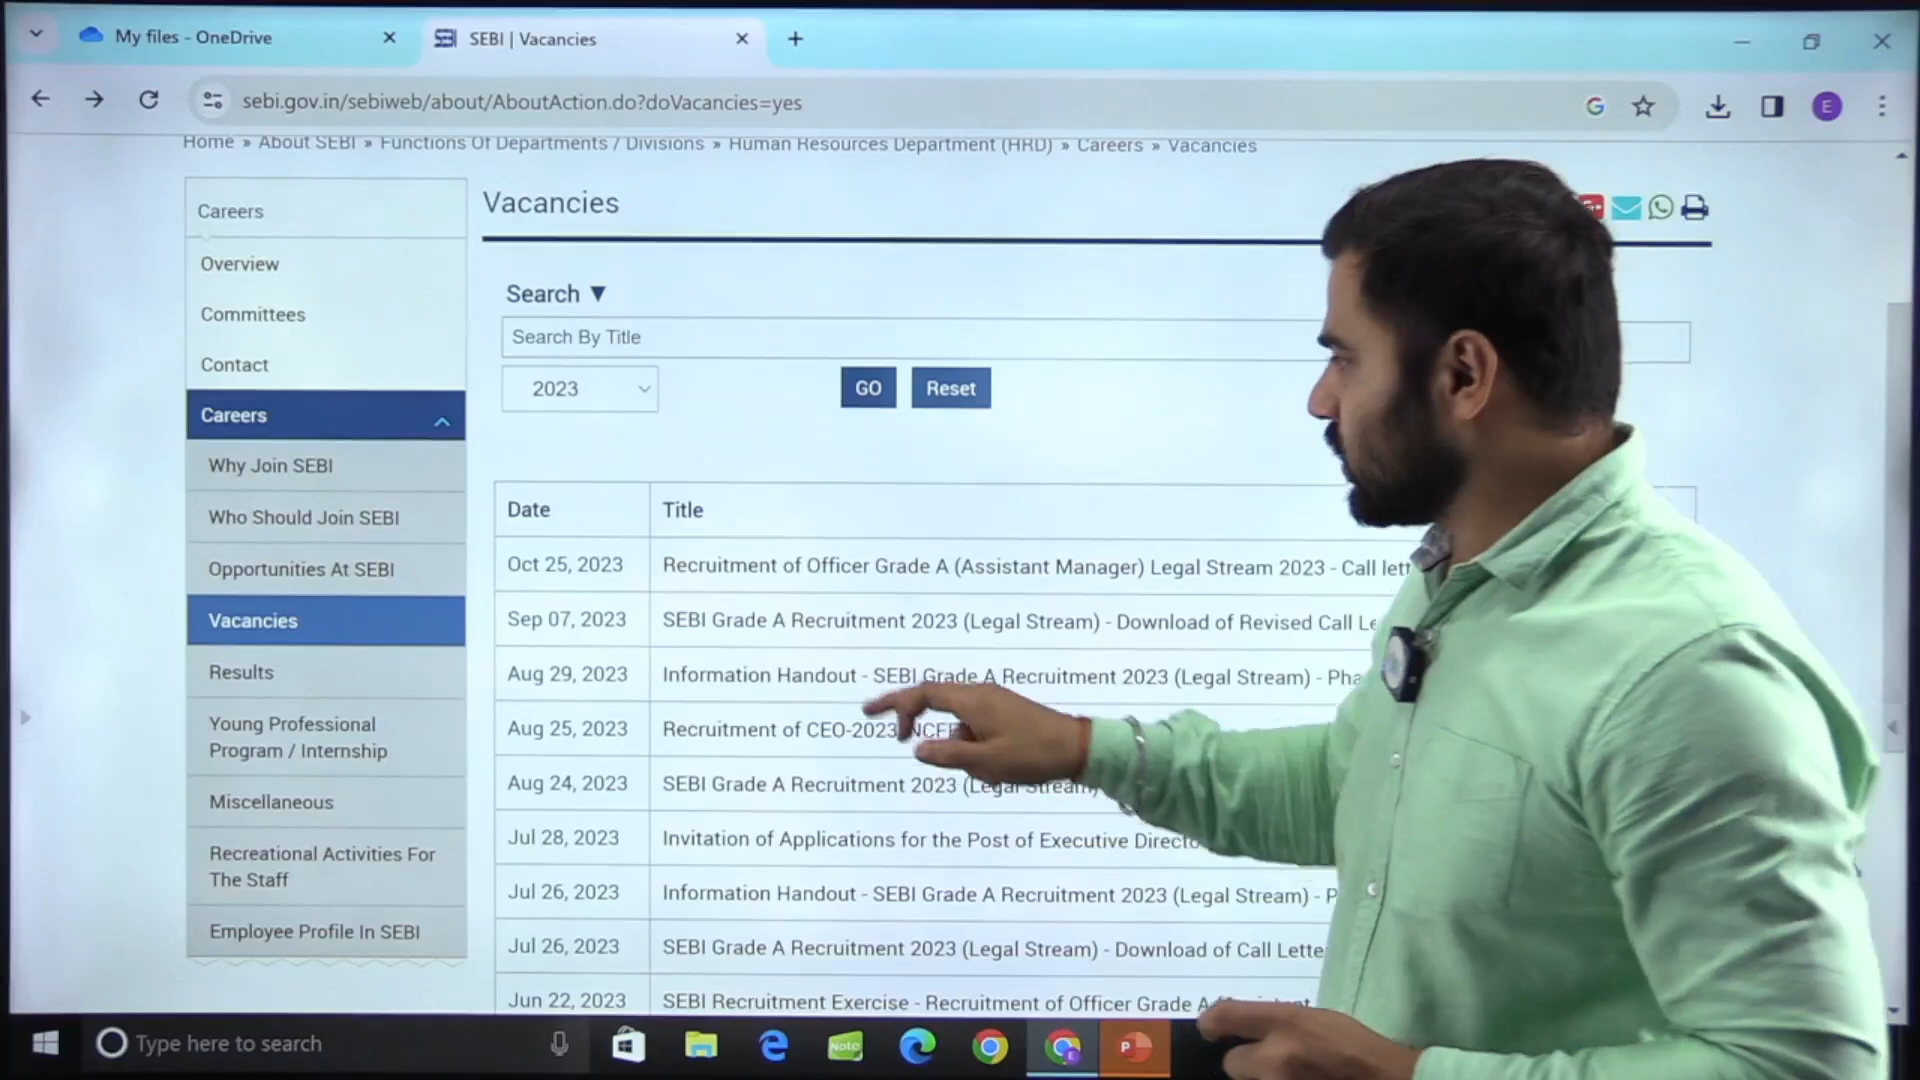 My files - OneDrive
SEBI | Vacancies
sebi.gov.in/sebiweb/about/AboutAction.do?doVacancies=yes
E
Home » About SEBI » Functions Of Departments / Divisions » Human Resources Department (HRD) » Careers » Vacancies
Careers
Overview
Committees
Contact
Careers
Why Join SEBI
Who Should Join SEBI
Opportunities At SEBI
Vacancies
Results
Young Professional
Program / Internship
Miscellaneous
Recreational Activities For
The Staff
Employee Profile In SEBI
Vacancies
Search ▼
Search By Title
2023
GO
Reset
Date Title
Oct 25, 2023 Recruitment of Officer Grade A (Assistant Manager) Legal Stream 2023 - Call
Sep 07, 2023 SEBI Grade A Recruitment 2023 (Legal Stream) - Download of Revised Call
Aug 29, 2023 Information Handout - SEBI Grade A Recruitment 2023 (Legal Stream) -
Aug 25, 2023 Recruitment of CEO-2023
Aug 24, 2023 SEBI Grade A Recruitment 2023 (Legal Stream)
Jul 28, 2023 Invitation of Applications for the Post of Executive
Jul 26, 2023 Information Handout - SEBI Grade A Recruitment 2023 (Legal Stream) -
Jul 26, 2023 SEBI Grade A Recruitment 2023 (Legal Stream) - Download of Call
Jun 22, 2023 SEBI Recruitment Exercise - Recruitment of Officer Grade A
Type here to search
Note
P